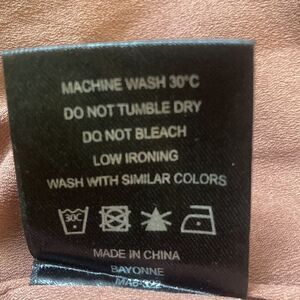 MACHINE WASH 30°C
DO NOT TUMBLE DRY
DO NOT BLEACH
LOW IRONING
WASH WITH SIMILAR COLORS
30C
MADE IN CHINA
BAYONNE